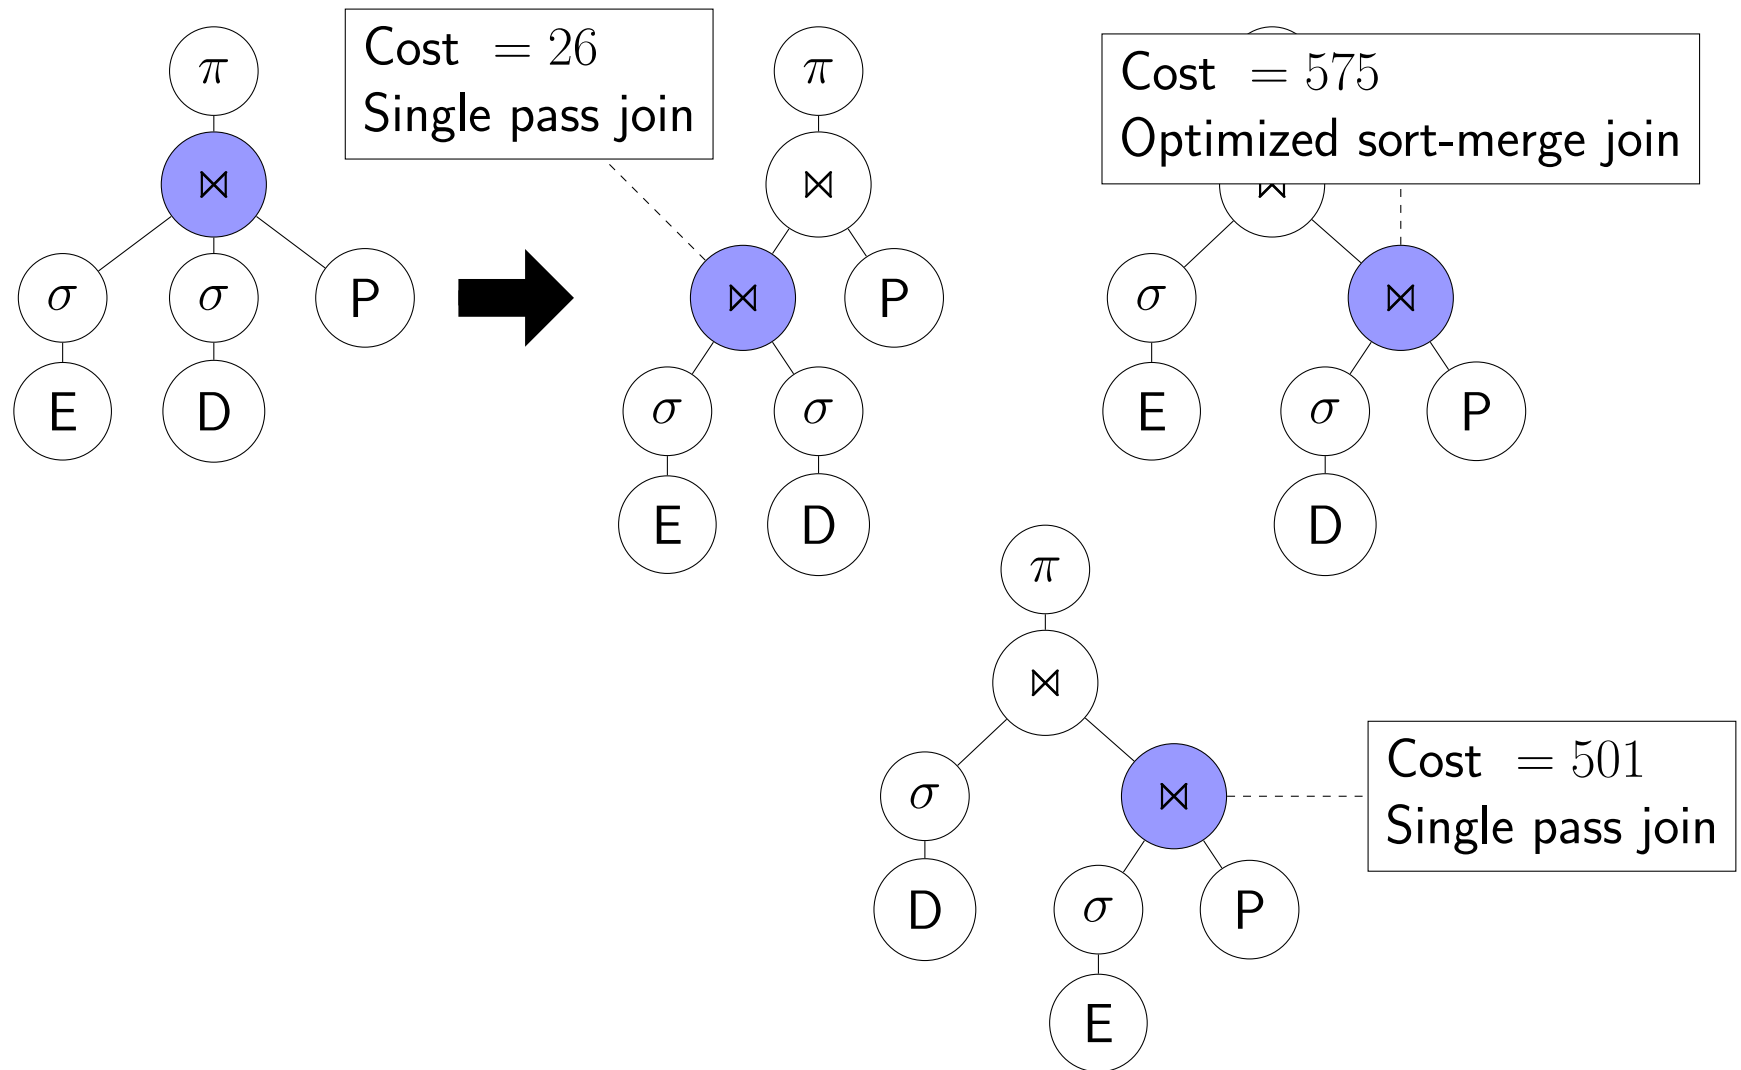 π
⋈
σ
σ
P
E
D
Cost = 26
Single pass join
π
⋈
⋈
P
σ
σ
E
D
Cost = 575
Optimized sort-merge join
⋈
σ
⋈
E
σ
P
D
π
⋈
σ
⋈
D
σ
P
E
Cost = 501
Single pass join